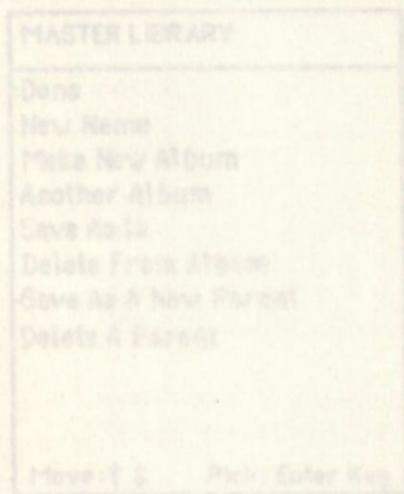 MASTER LIBRARY
Done
New Name
Make New Album
Another Album
Save As Is
Delete From Album
Save As A New Parent
Delete A Parent
Move:↑ ↓ Pick: Enter Key